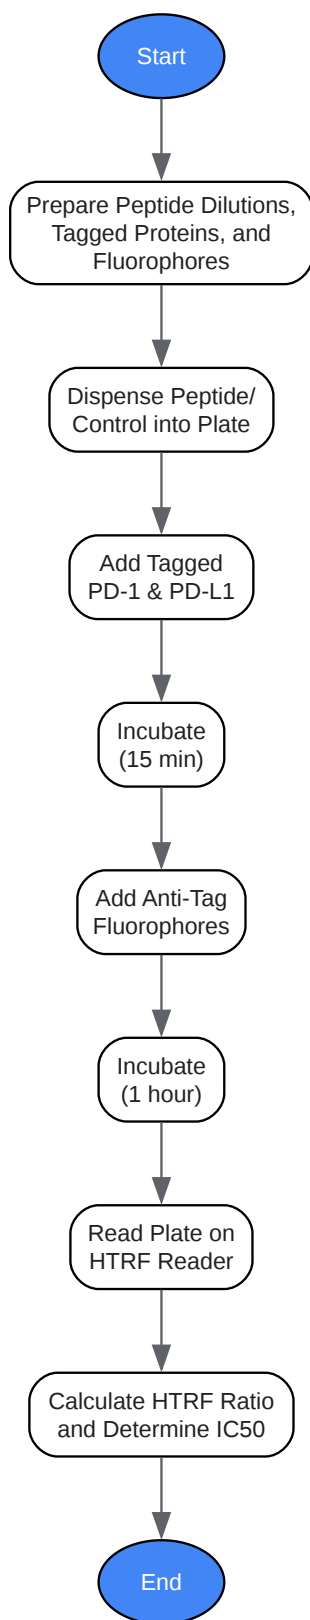 Start
Prepare Peptide Dilutions,
Tagged Proteins, and
Fluorophores
Dispense Peptide/
Control into Plate
Add Tagged
PD-1 & PD-L1
Incubate
(15 min)
Add Anti-Tag
Fluorophores
Incubate
(1 hour)
Read Plate on
HTRF Reader
Calculate HTRF Ratio
and Determine IC50
End